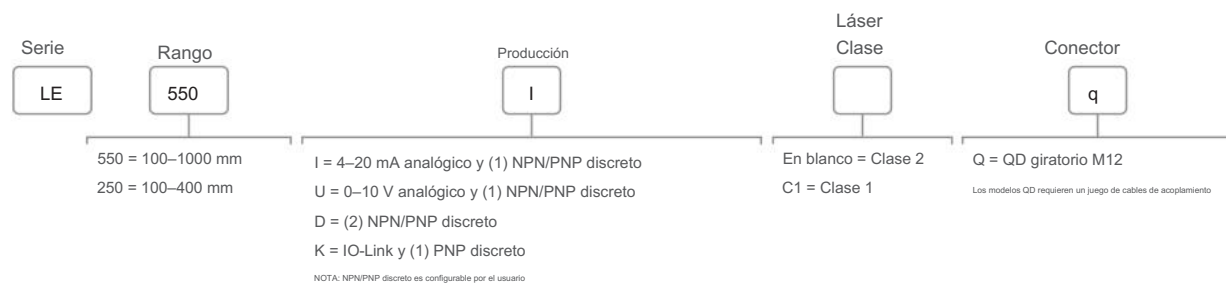 Serie
Rango
Producción
Láser
Clase
Conector
LE
550
I
q
550 = 100–1000 mm
250 = 100–400 mm
I = 4–20 mA analógico y (1) NPN/PNP discreto
U = 0–10 V analógico y (1) NPN/PNP discreto
D = (2) NPN/PNP discreto
K = IO-Link y (1) PNP discreto
NOTA: NPN/PNP discreto es configurable por el usuario
En blanco = Clase 2
C1 = Clase 1
Q = QD giratorio M12
Los modelos QD requieren un juego de cables de acoplamiento